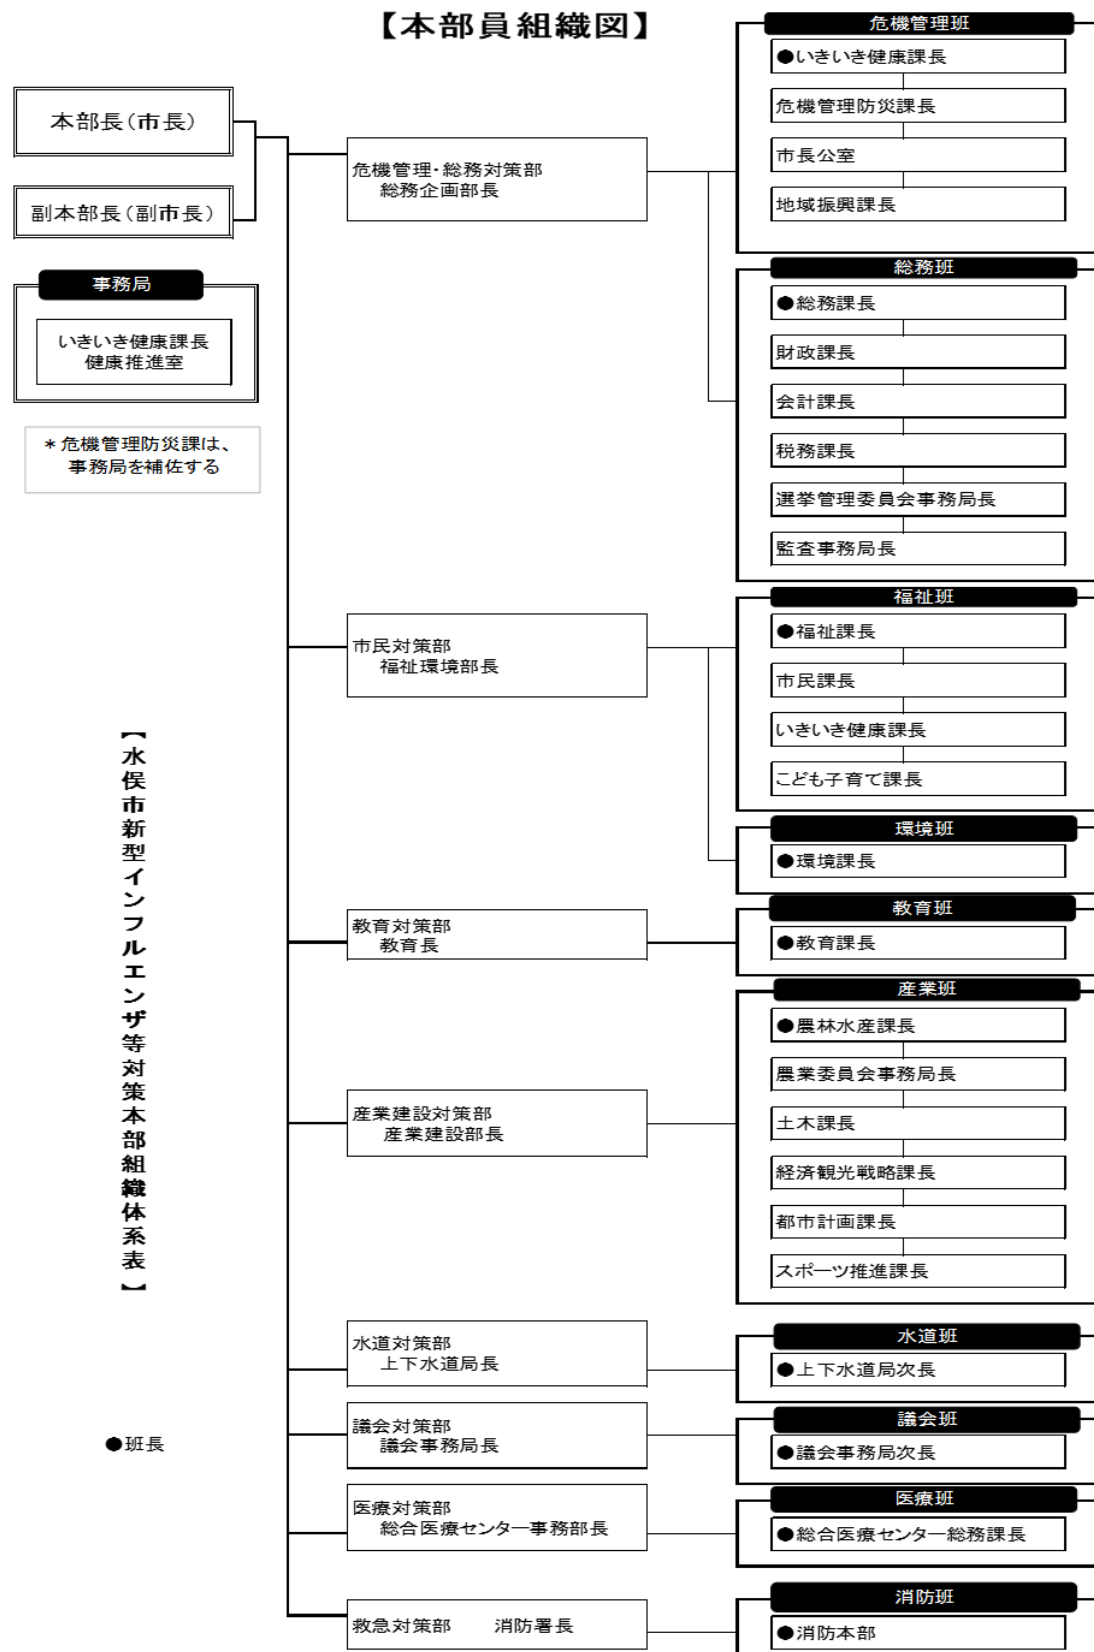 【本部員組織図】
本部長(市長)
副本部長(副市長)
事務局
いきいき健康課長
健康推進室
*危機管理防災課は、
事務局を補佐する
【水俣市新型インフルエンザ等対策本部組織体系表】
●班長
危機管理・総務対策部
総務企画部長
危機管理班
●いきいき健康課長
危機管理防災課長
市長公室
地域振興課長
総務班
●総務課長
財政課長
会計課長
税務課長
選挙管理委員会事務局長
監査事務局長
市民対策部
福祉環境部長
福祉班
●福祉課長
市民課長
いきいき健康課長
こども子育て課長
環境班
●環境課長
教育対策部
教育長
教育班
●教育課長
産業建設対策部
産業建設部長
産業班
●農林水産課長
農業委員会事務局長
土木課長
経済観光戦略課長
都市計画課長
スポーツ推進課長
水道対策部
上下水道局長
水道班
●上下水道局次長
議会対策部
議会事務局長
議会班
●議会事務局次長
医療対策部
総合医療センター事務部長
医療班
●総合医療センター総務課長
救急対策部 消防署長
消防班
●消防本部